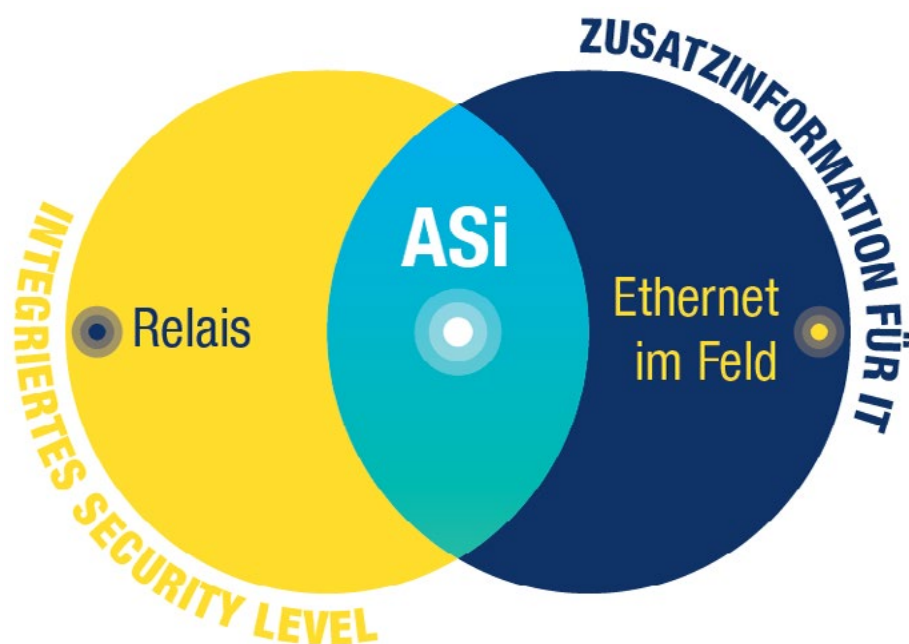 ZUSATZINFORMATION FÜR IT
ASi
Relais
Ethernet
im Feld
INTEGRIERTES SECURITY LEVEL